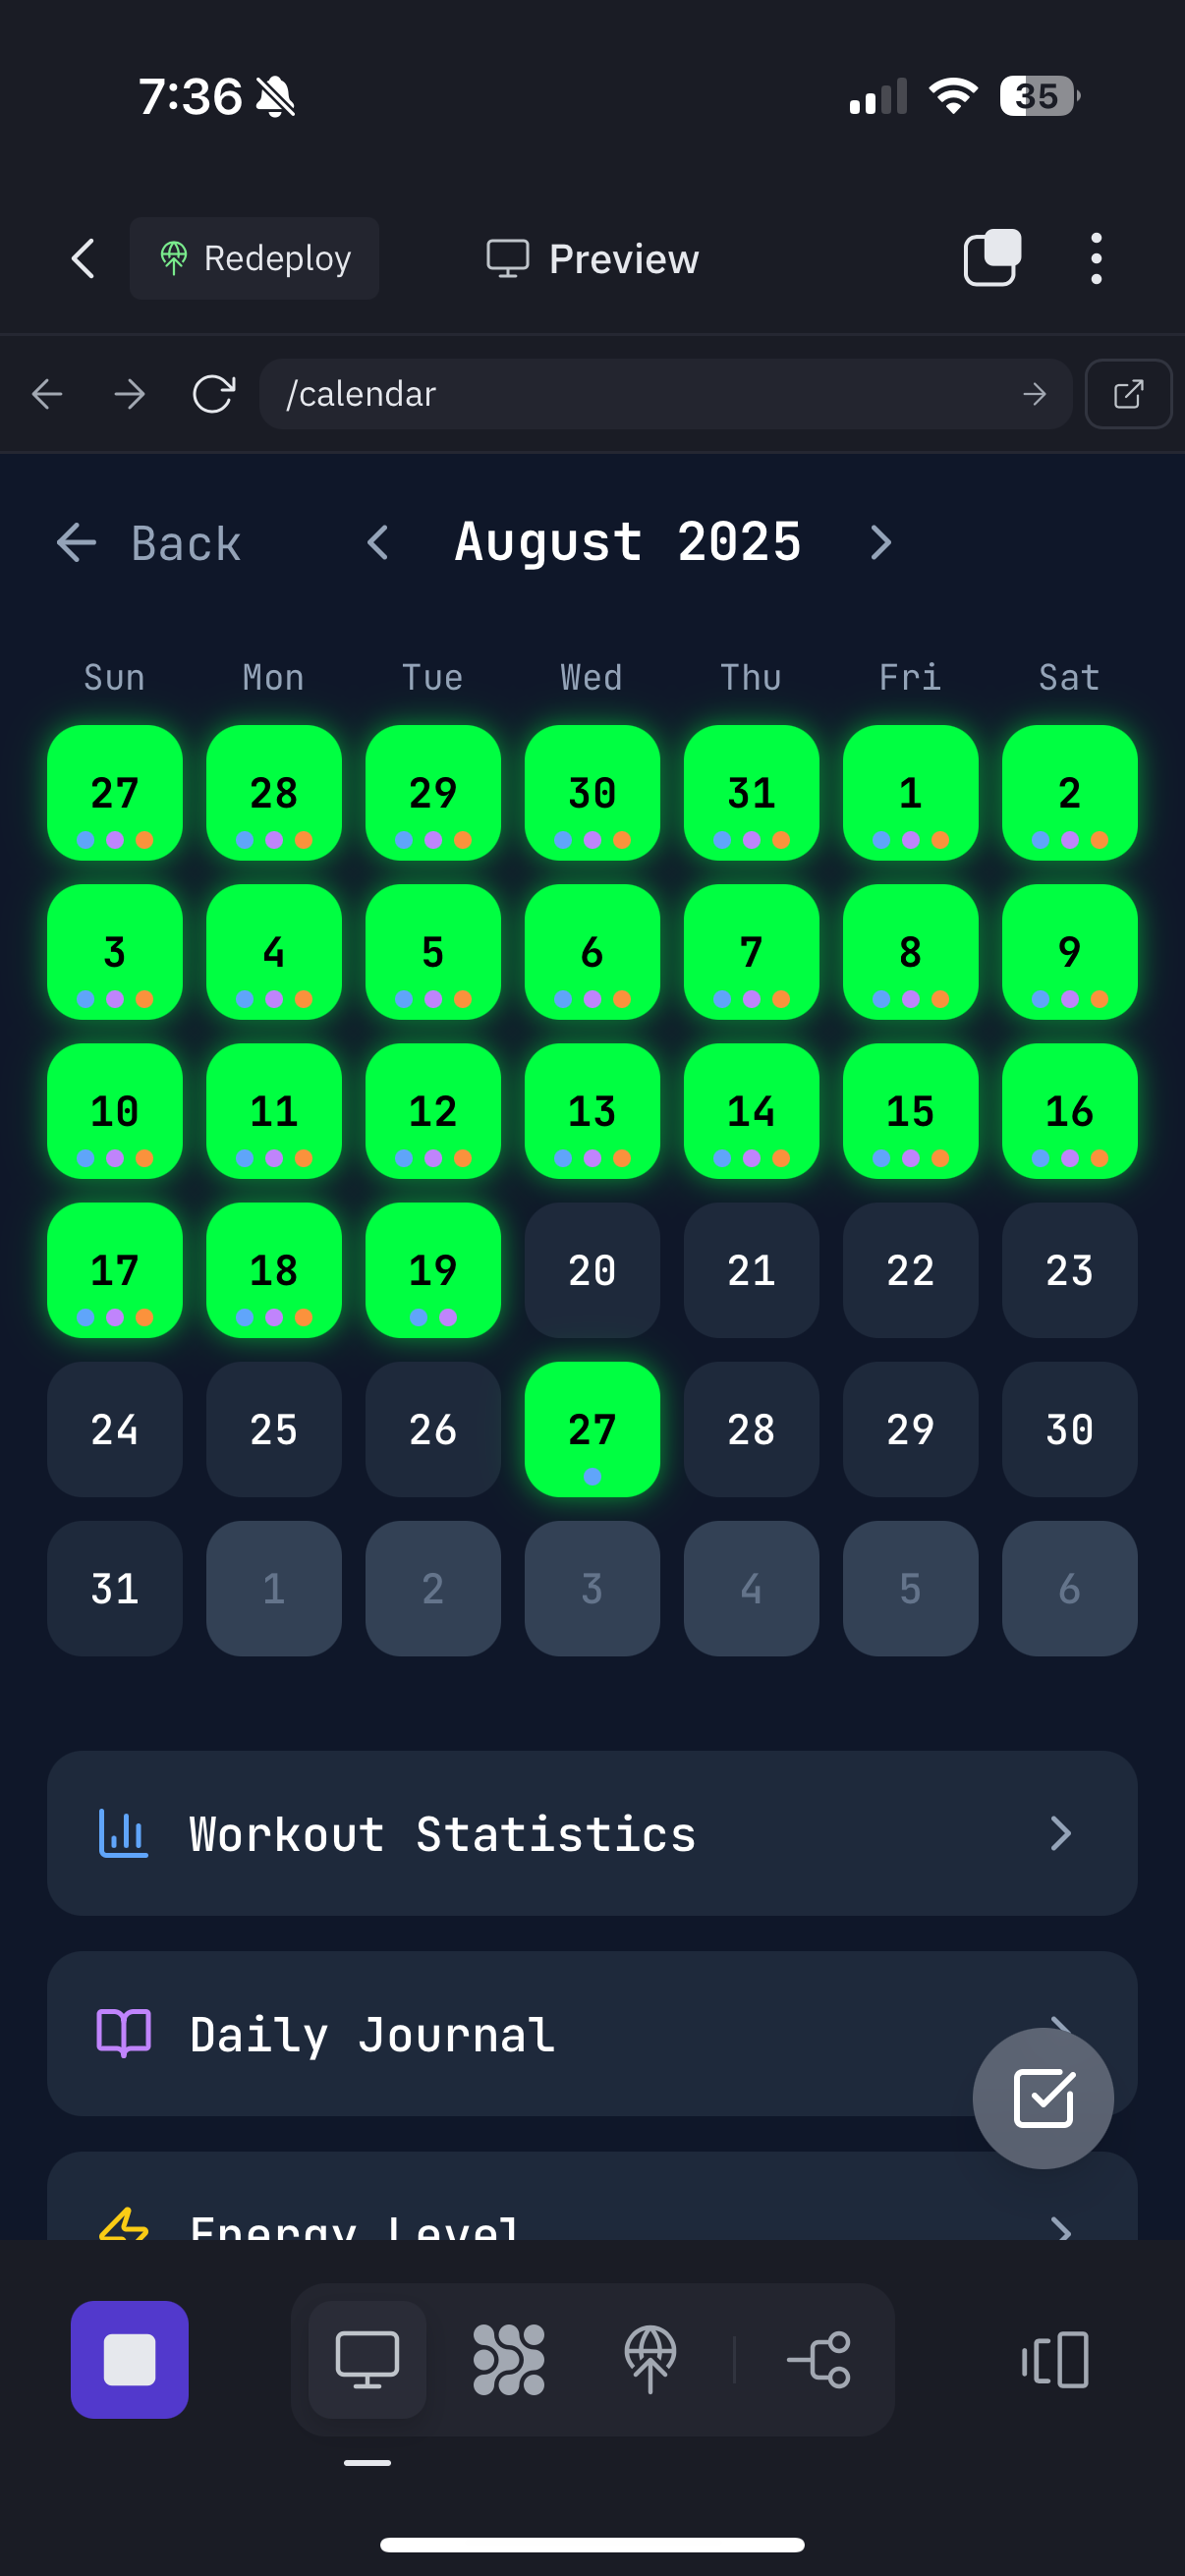 7:36 35
Redeploy Preview
/calendar
Back August 2025
Sun Mon Tue Wed Thu Fri Sat
27 28 29 30 31 1 2
3 4 5 6 7 8 9
10 11 12 13 14 15 16
17 18 19 20 21 22 23
24 25 26 27 28 29 30
31 1 2 3 4 5 6
Workout Statistics
Daily Journal
Energy Level